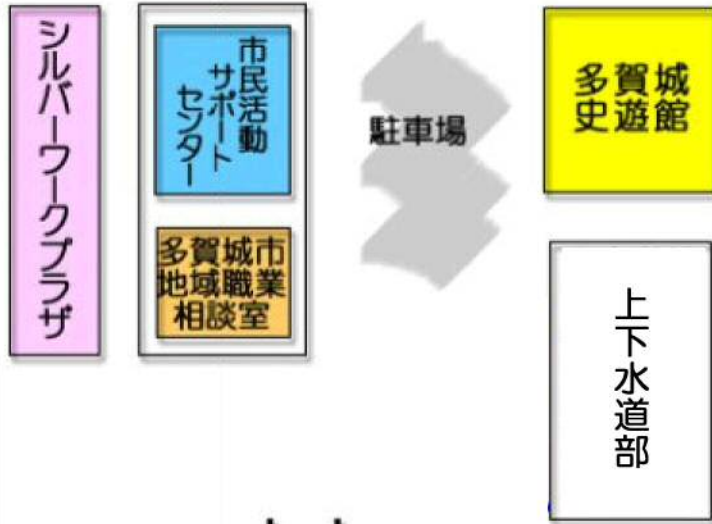 シルバーワークプラザ
市民活動
サポート
センター
多賀城市
地域職業
相談室
駐車場
多賀城
史遊館
上下水道部